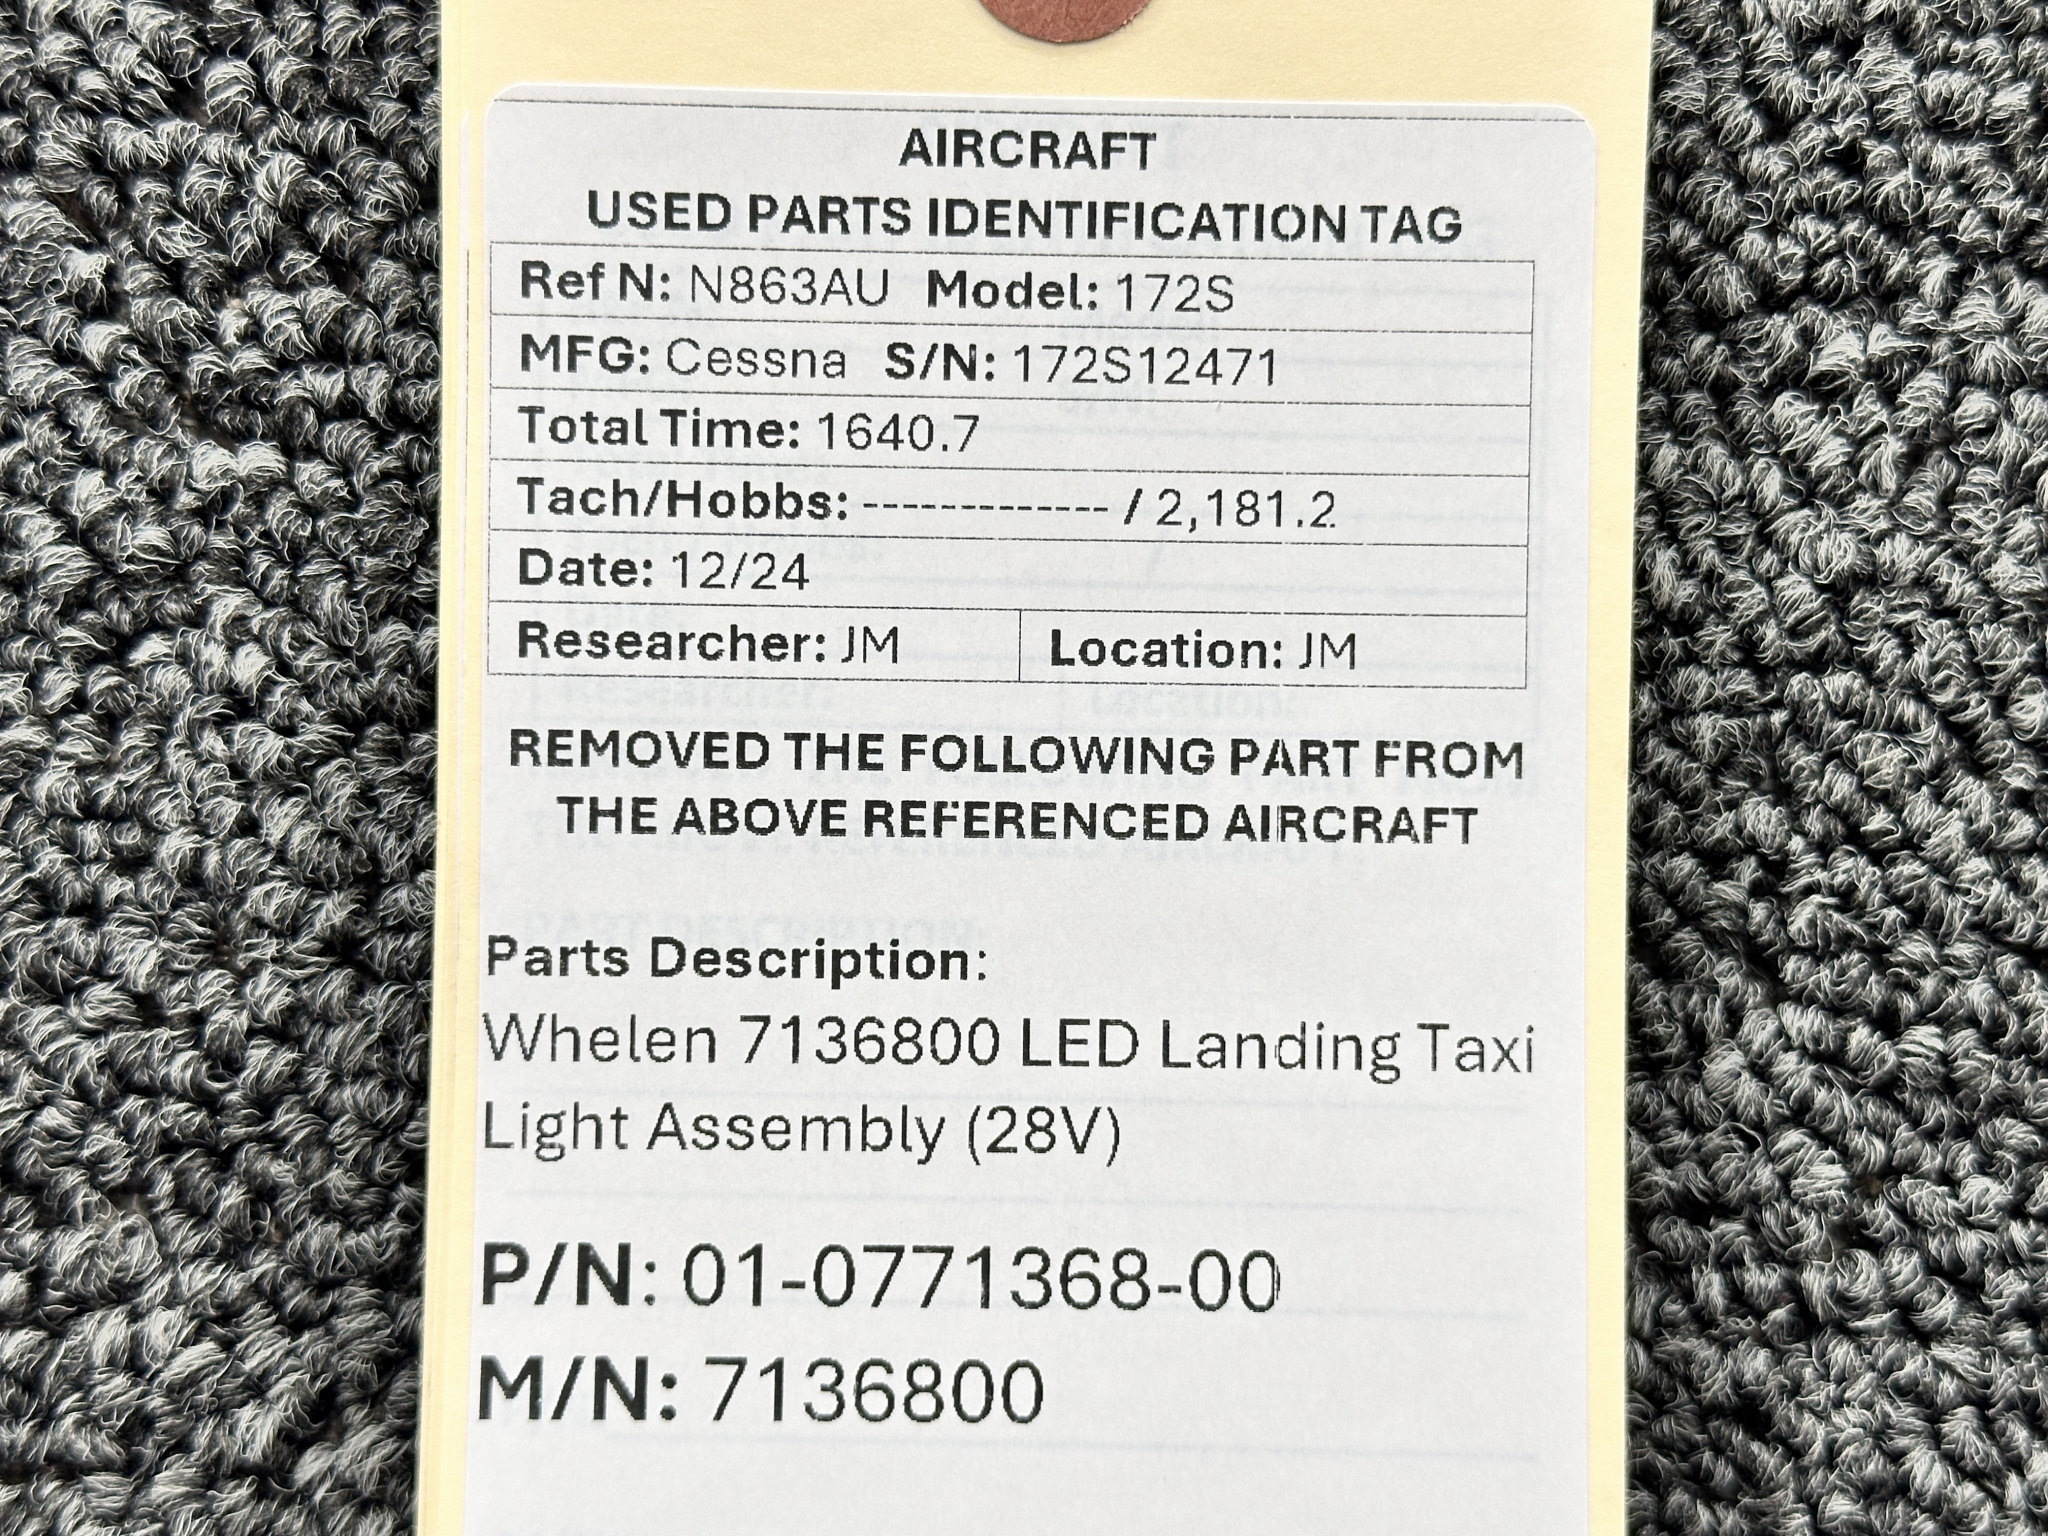 AIRCRAFT
USED PARTS IDENTIFICATION TAG
Ref N: N863AU Model: 172S
MFG: Cessna S/N: 172S12471
Total Time: 1640.7
Tach/Hobbs: ------------- / 2,181.2
Date: 12/24
Researcher: JM Location: JM
REMOVED THE FOLLOWING PART FROM
THE ABOVE REFERENCED AIRCRAFT
Parts Description:
Whelen 7136800 LED Landing Taxi
Light Assembly (28V)
P/N: 01-0771368-00
M/N: 7136800